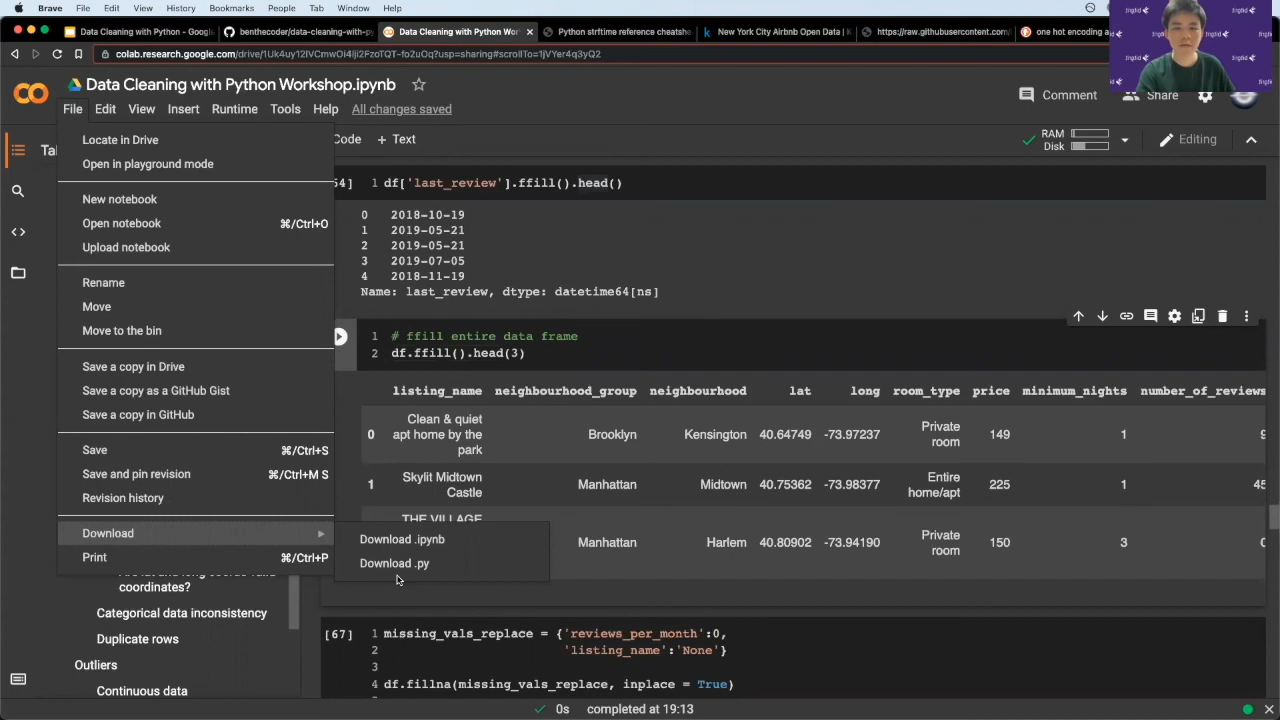 Brave File Edit View History Bookmarks People Tab Window Help
Data Cleaning with Python - Googl
benthecoder/data-cleaning-with-p
Data Cleaning with Python Wor
Python strftime reference cheatshe
New York City Airbnb Open Data | K
https://raw.githubusercontent.com/
one hot encoding a
colab.research.google.com/drive/1Uk4uy12IVCmwOi4lji2FzoTGT-fo2uOq?usp=sharing#scrollTo=1jVYer4q3yQ2
Data Cleaning with Python Workshop.ipynb
Comment Share
File Edit View Insert Runtime Tools Help All changes saved
Code + Text
RAM
Disk
Editing
Ta
Locate in Drive
Open in playground mode
New notebook
Open notebook ⌘/Ctrl+O
Upload notebook
Rename
Move
Move to the bin
Save a copy in Drive
Save a copy as a GitHub Gist
Save a copy in GitHub
Save ⌘/Ctrl+S
Save and pin revision ⌘/Ctrl+M S
Revision history
Download
Print ⌘/Ctrl+P
Download .ipynb
Download .py
coordinates?
Categorical data inconsistency
Duplicate rows
Outliers
Continuous data
54] 1 df['last_review'].ffill().head()
0 2018-10-19
1 2019-05-21
2 2019-05-21
3 2019-07-05
4 2018-11-19
Name: last_review, dtype: datetime64[ns]
1 # ffill entire data frame
2 df.ffill().head(3)
listing_name neighbourhood_group neighbourhood lat long room_type price minimum_nights number_of_reviews
0 Clean & quiet apt home by the park Brooklyn Kensington 40.64749 -73.97237 Private room 149 1 9
1 Skylit Midtown Castle Manhattan Midtown 40.75362 -73.98377 Entire home/apt 225 1 45
THE VILLAGE Manhattan Harlem 40.80902 -73.94190 Private room 150 3 0
[67] 1 missing_vals_replace = {'reviews_per_month':0,
2 'listing_name':'None'}
3
4 df.fillna(missing_vals_replace, inplace = True)
0s completed at 19:13